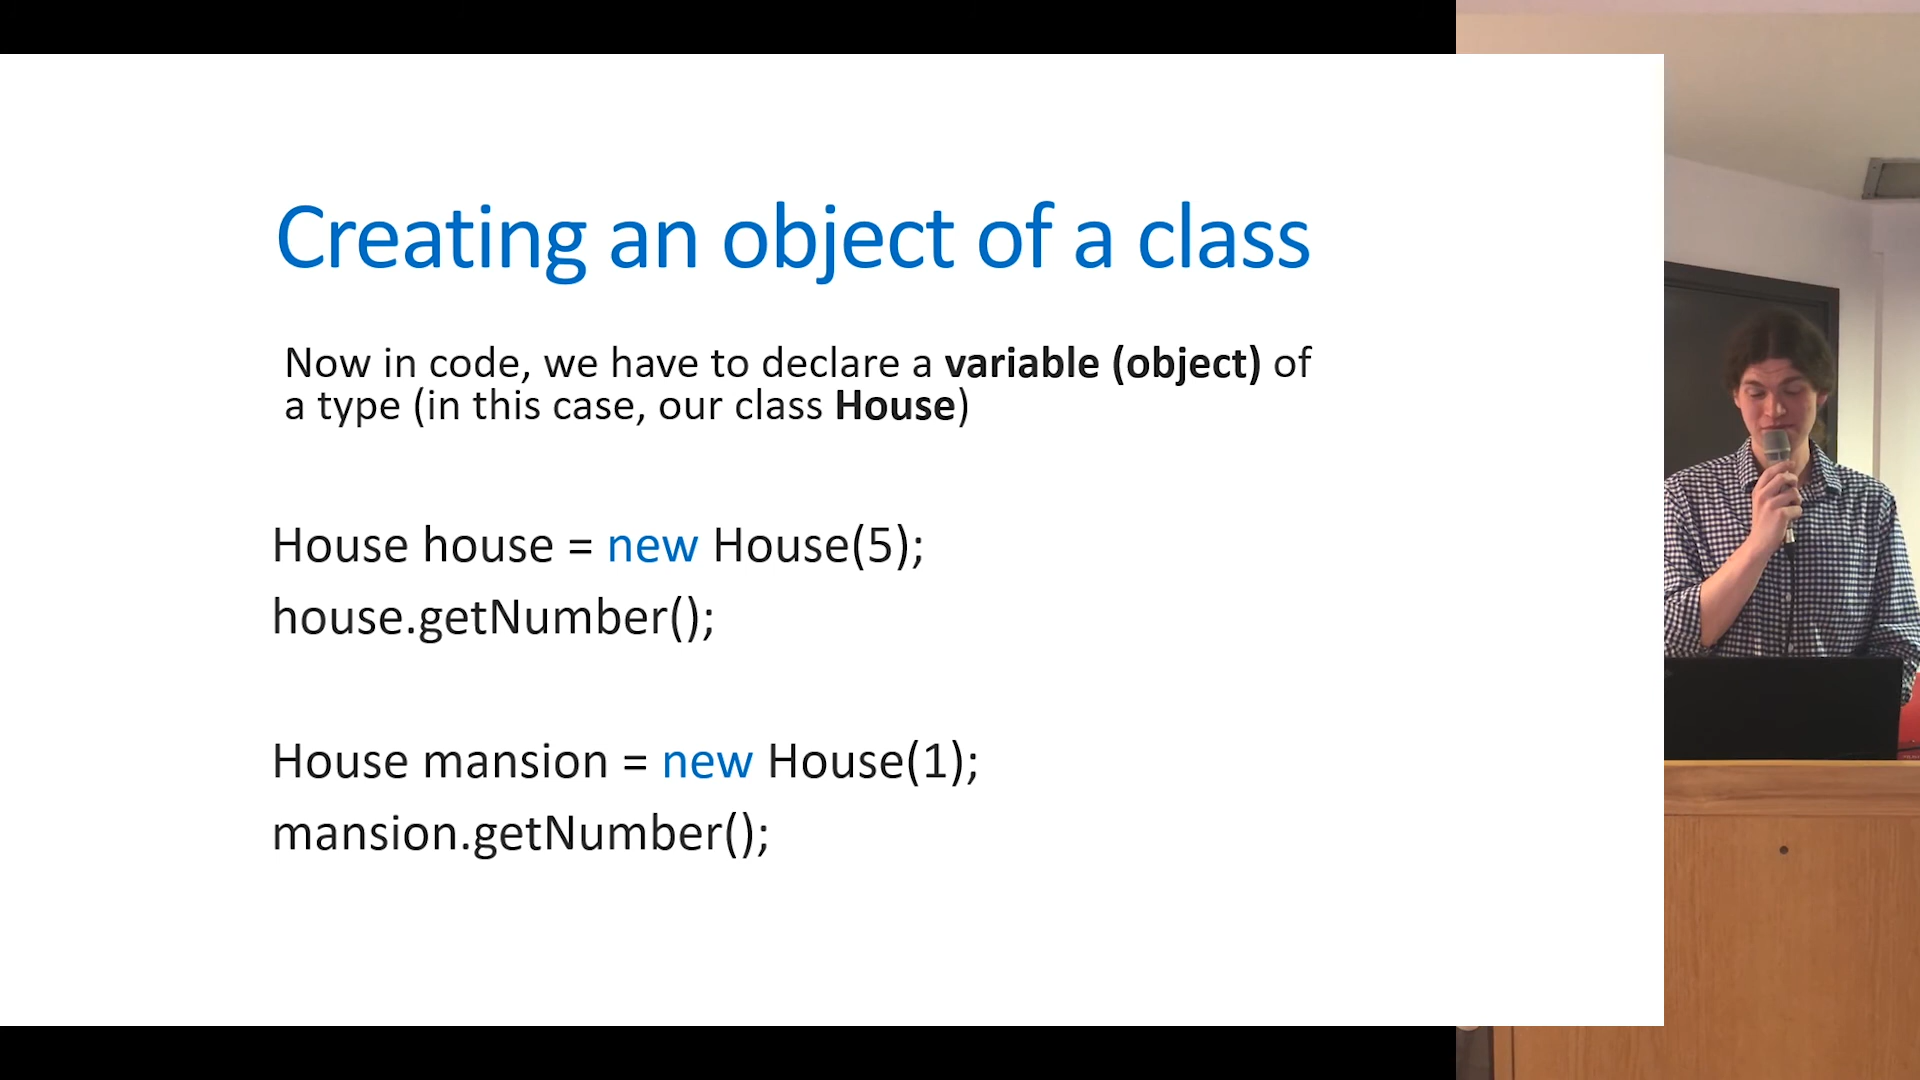 Creating an object of a class
Now in code, we have to declare a variable (object) of
a type (in this case, our class House)
House house = new House(5);
house.getNumber();
House mansion = new House(1);
mansion.getNumber();